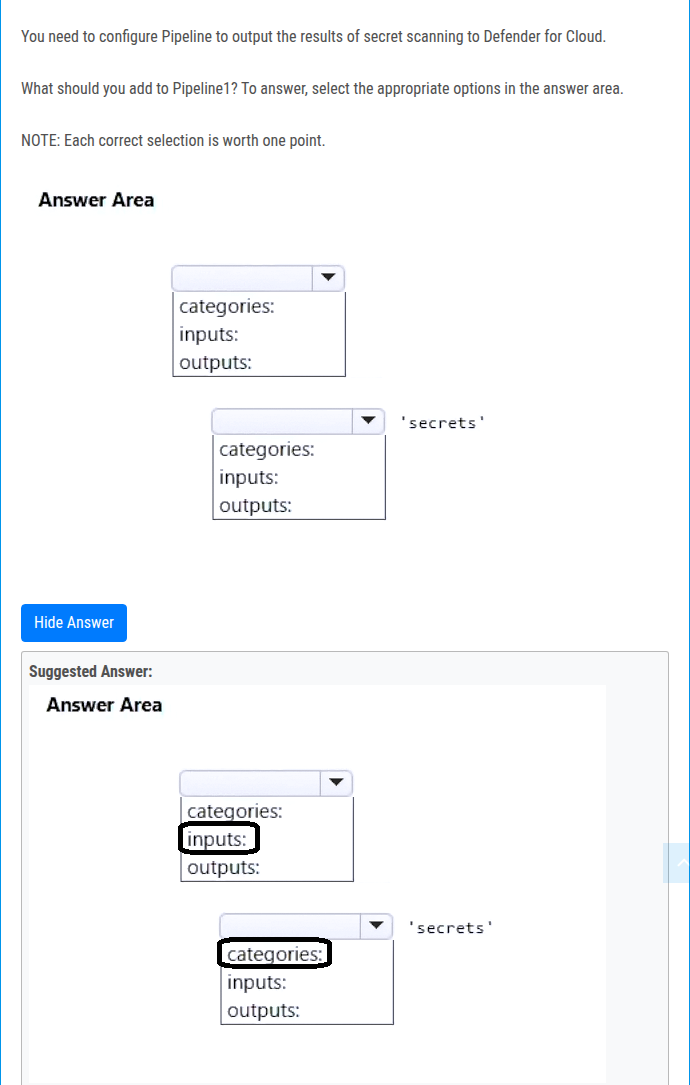 You need to configure Pipeline to output the results of secret scanning to Defender for Cloud.
What should you add to Pipeline1? To answer, select the appropriate options in the answer area.
NOTE: Each correct selection is worth one point.
Answer Area
categories:
inputs:
outputs:
'secrets'
categories:
inputs:
outputs:
Hide Answer
Suggested Answer:
Answer Area
categories:
inputs:
outputs:
'secrets'
categories:
inputs:
outputs: